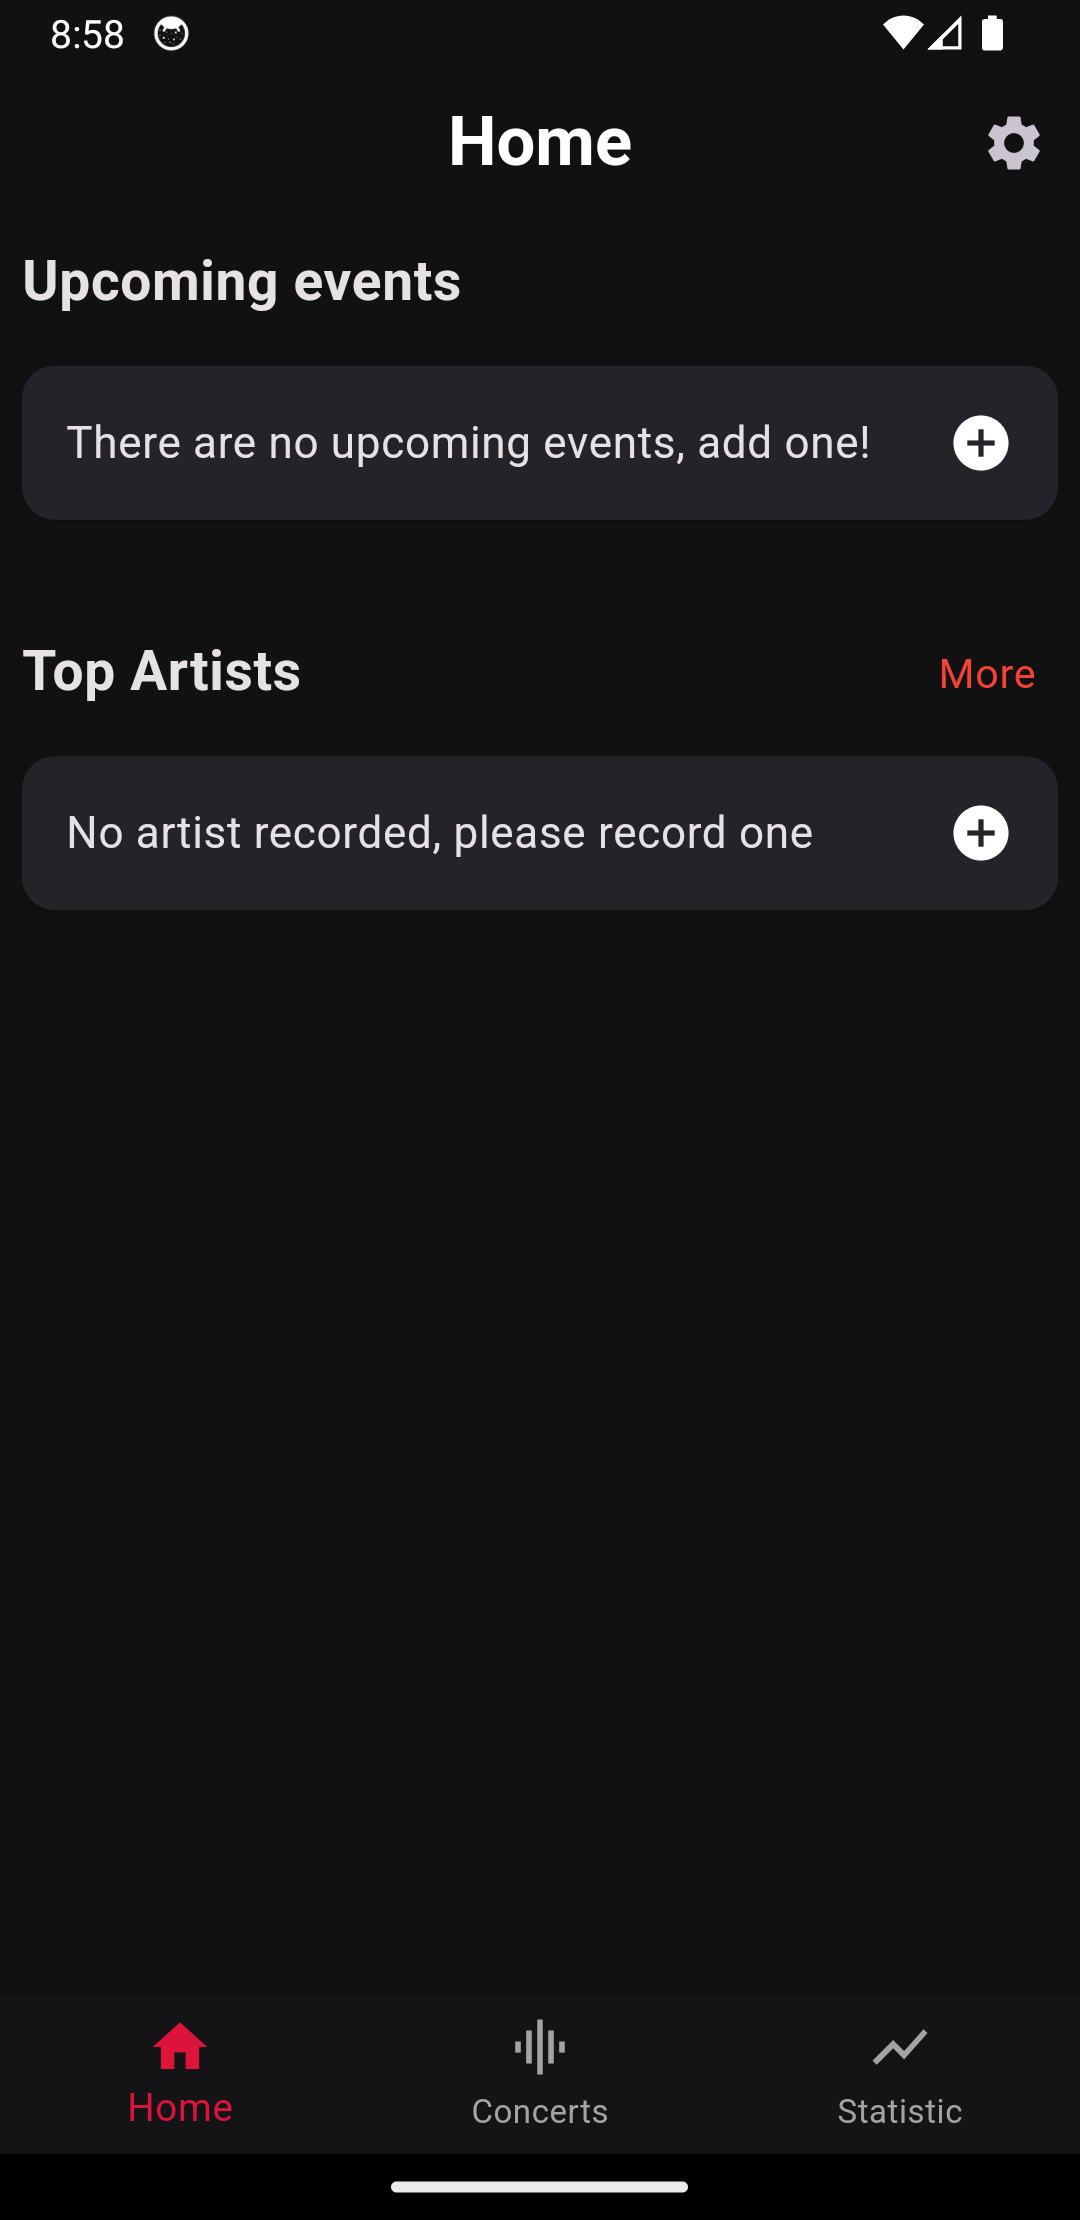 8:58
Home
Upcoming events
There are no upcoming events, add one!
Top Artists
More
No artist recorded, please record one
Home
Concerts
Statistic